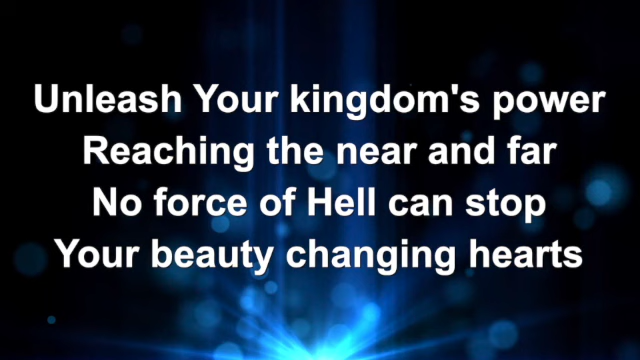 Unleash Your kingdom's power
Reaching the near and far
No force of Hell can stop
Your beauty changing hearts